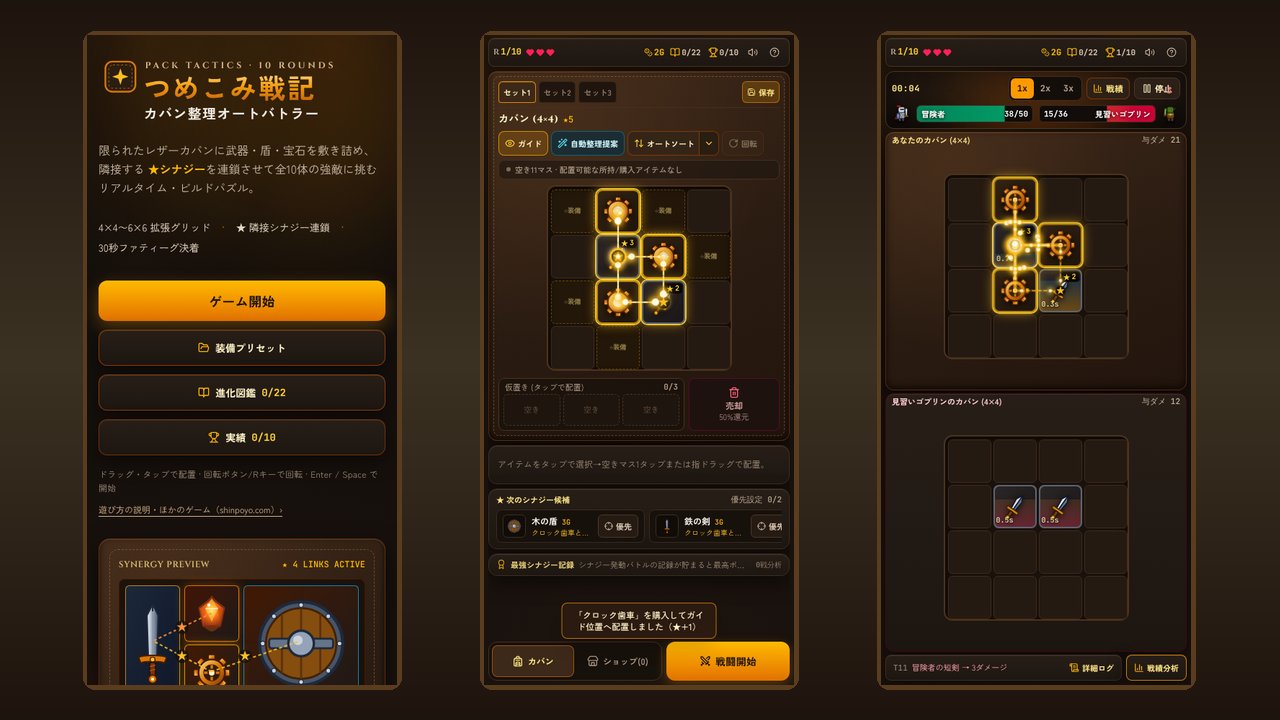 PACK TACTICS · 10 ROUNDS
つめこみ戦記
カバン整理オートバトラー
限られたレザーカバンに武器・盾・宝石を敷き詰め、
隣接する ★シナジーを連鎖させて全10体の強敵に挑む
リアルタイム・ビルドパズル。
4×4〜6×6 拡張グリッド · ★ 隣接シナジー連鎖 ·
30秒ファティーグ決着
ゲーム開始
装備プリセット
進化図鑑 0/22
実績 0/10
ドラッグ・タップで配置 · 回転ボタン/Rキーで回転 · Enter / Space で
開始
遊び方の説明・ほかのゲーム（shinpoyo.com）›
SYNERGY PREVIEW
★ 4 LINKS ACTIVE
R 1/10 2G 0/22 0/10
セット1 セット2 セット3 保存
カバン (4×4) ★5
ガイド 自動整理提案 オートソート 回転
空き11マス · 配置可能な所持/購入アイテムなし
+装備 +装備
★3
+装備
+装備 ★2
+装備
仮置き (タップで配置) 0/3
空き 空き 空き
売却
50%還元
アイテムをタップで選択→空きマス1タップまたは指ドラッグで配置。
★ 次のシナジー候補 優先設定 0/2
木の盾 3G
クロック歯車と…
優先
鉄の剣 3G
クロック歯車と…
優先
最強シナジー記録 シナジー発動バトルの記録が貯まると最高ボ… 0戦分析
「クロック歯車」を購入してガイ
ド位置へ配置しました（★+1）
カバン ショップ(0) 戦闘開始
R 1/10 2G 0/22 1/10
00:04 1x 2x 3x 戦績 停止
冒険者 38/50 15/36 見習いゴブリン
あなたのカバン (4×4) 与ダメ 21
★3
★2
0.3s
見習いゴブリンのカバン (4×4) 与ダメ 12
0.5s 0.5s
T11 冒険者の短剣 → 3ダメージ 詳細ログ 戦績分析